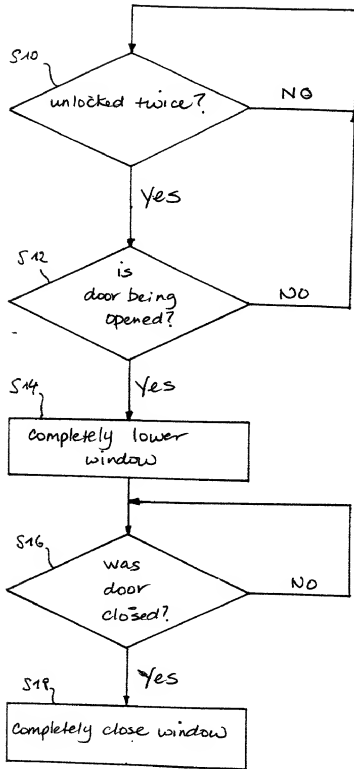 S10
unlocked twice?
NO
Yes
S12
is
door being
opened?
NO
Yes
S14
completely lower
window
S16
was
door
closed?
NO
Yes
S18
completely close window